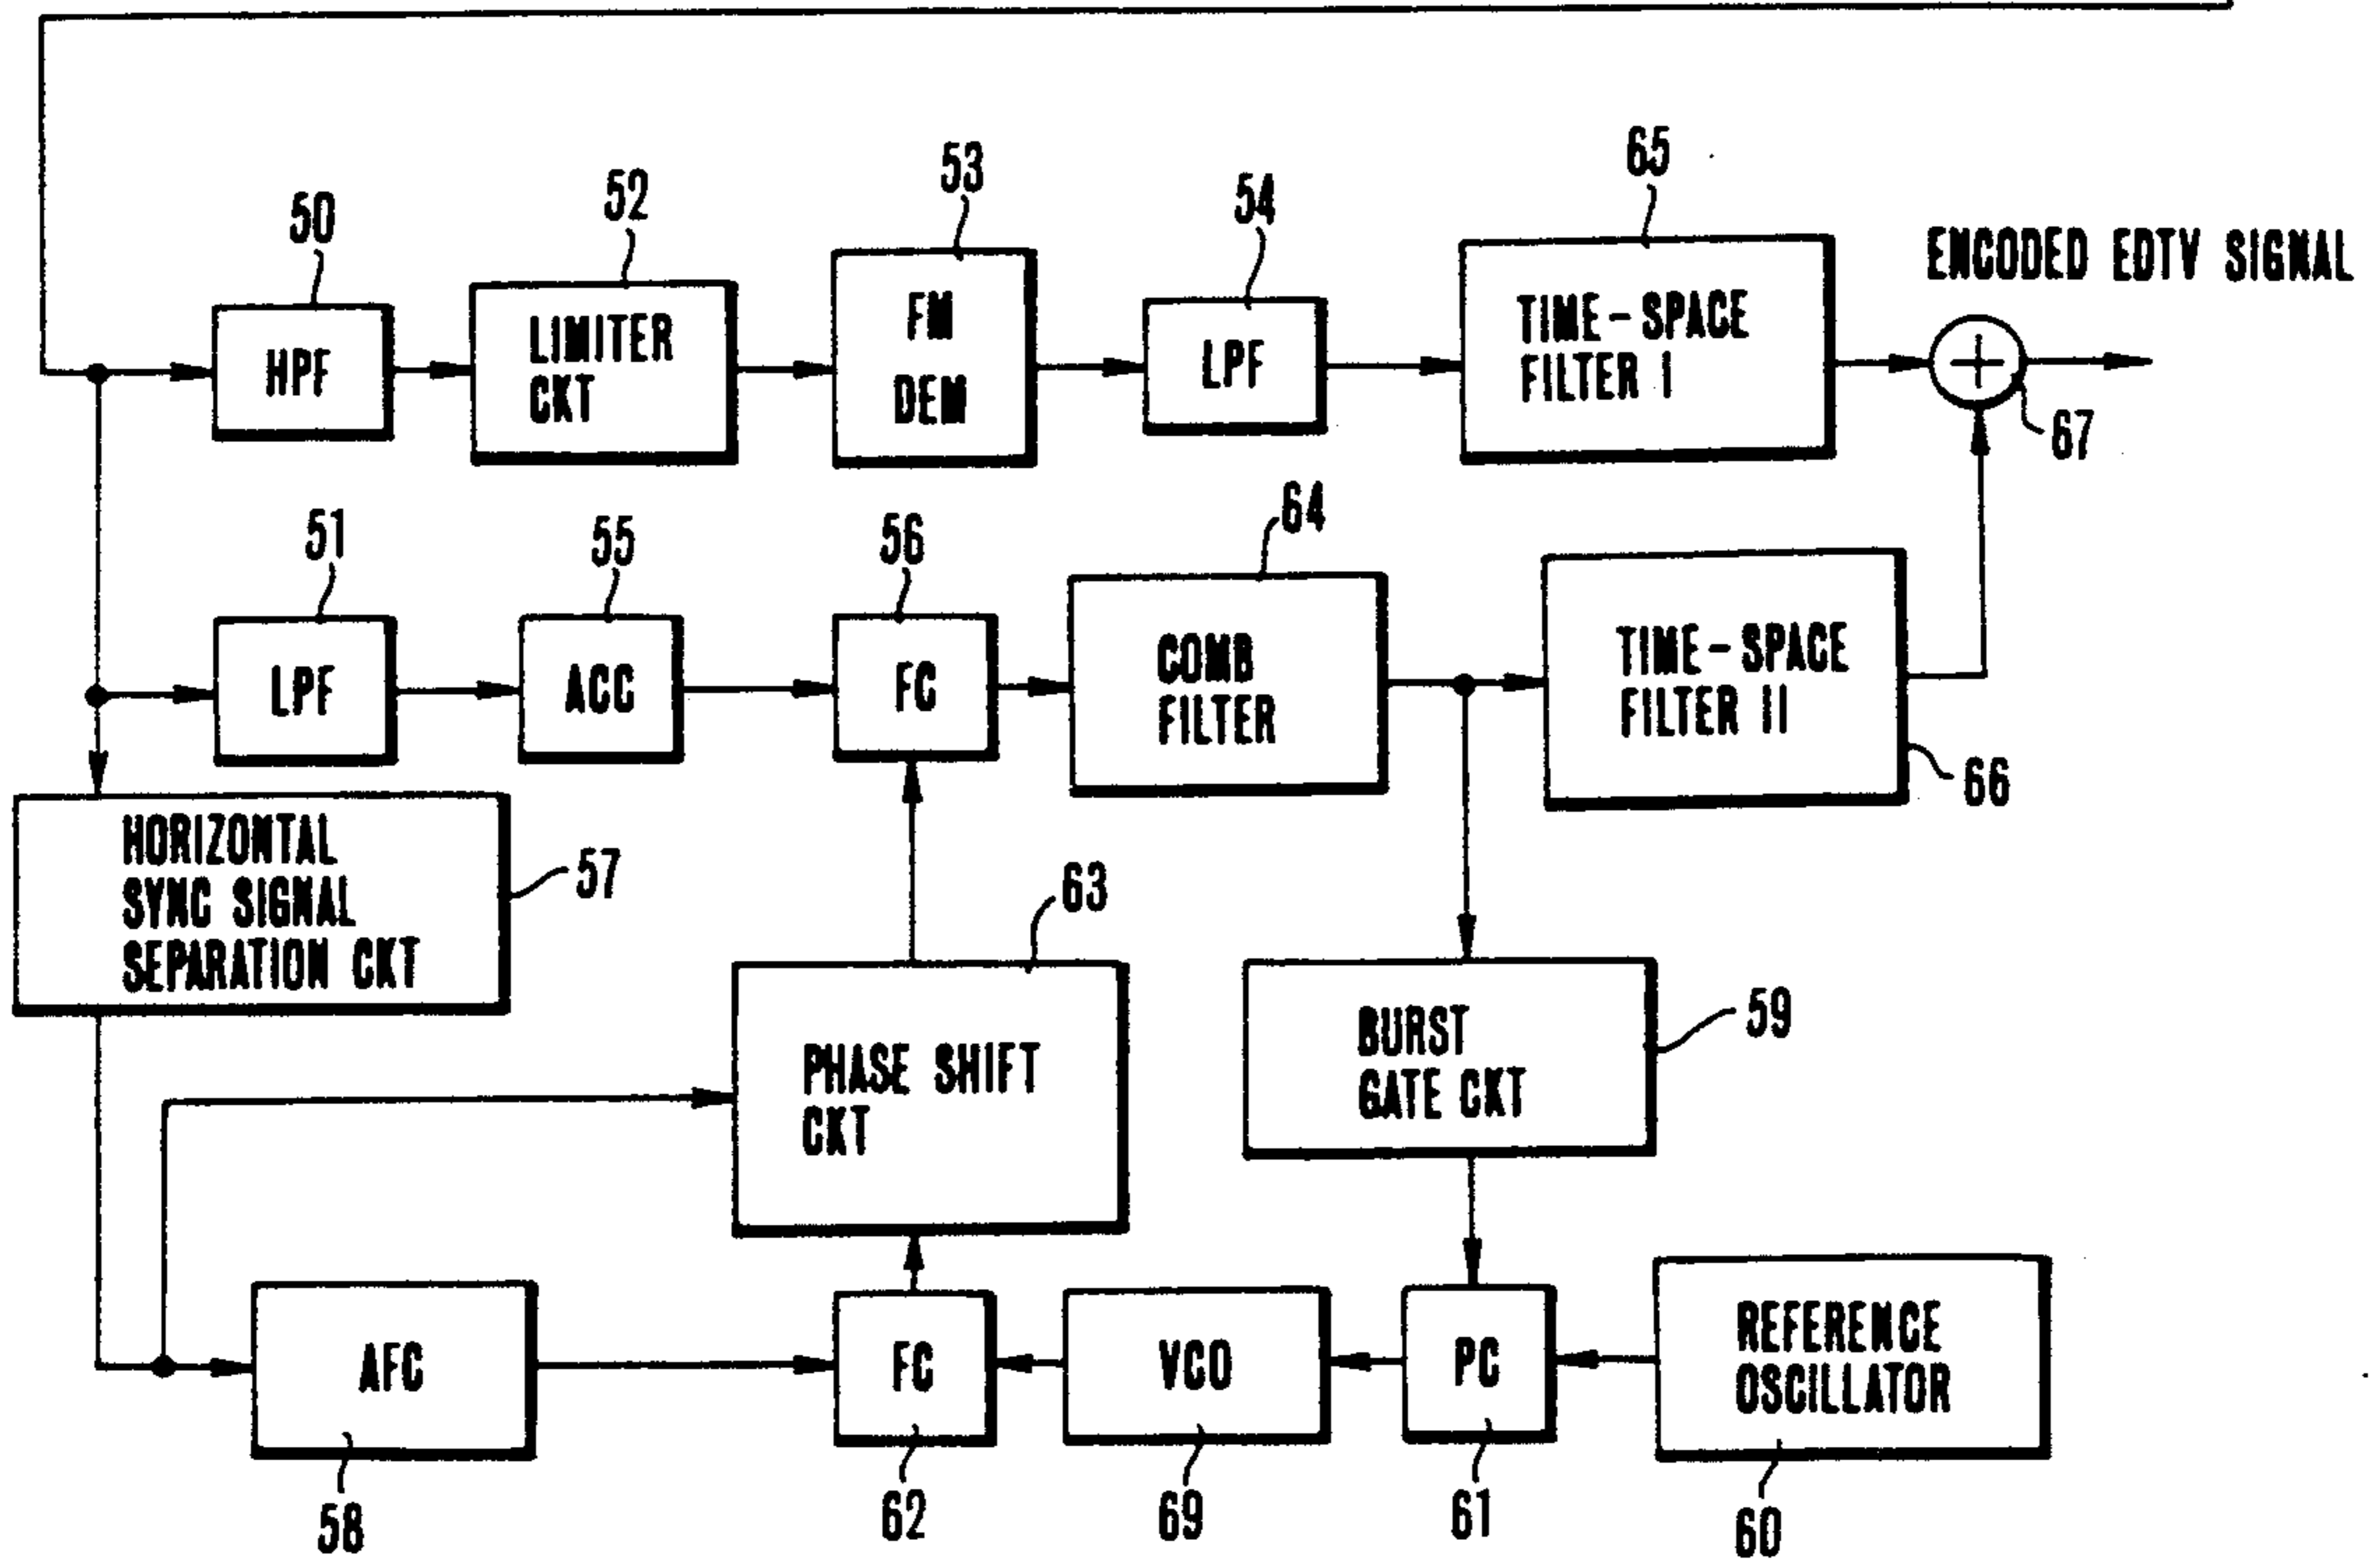 50
52
53
54
65
ENCODED EDTV SIGNAL
HPF
LIMITER
CKT
FM
DEM
LPF
TIME-SPACE
FILTER I
67
51
55
56
64
LPF
ACC
FC
COMB
FILTER
TIME-SPACE
FILTER II
66
HORIZONTAL
SYNC SIGNAL
SEPARATION CKT
57
63
PHASE SHIFT
CKT
BURST
GATE CKT
59
AFC
FC
VCO
PC
REFERENCE
OSCILLATOR
58
62
69
61
60